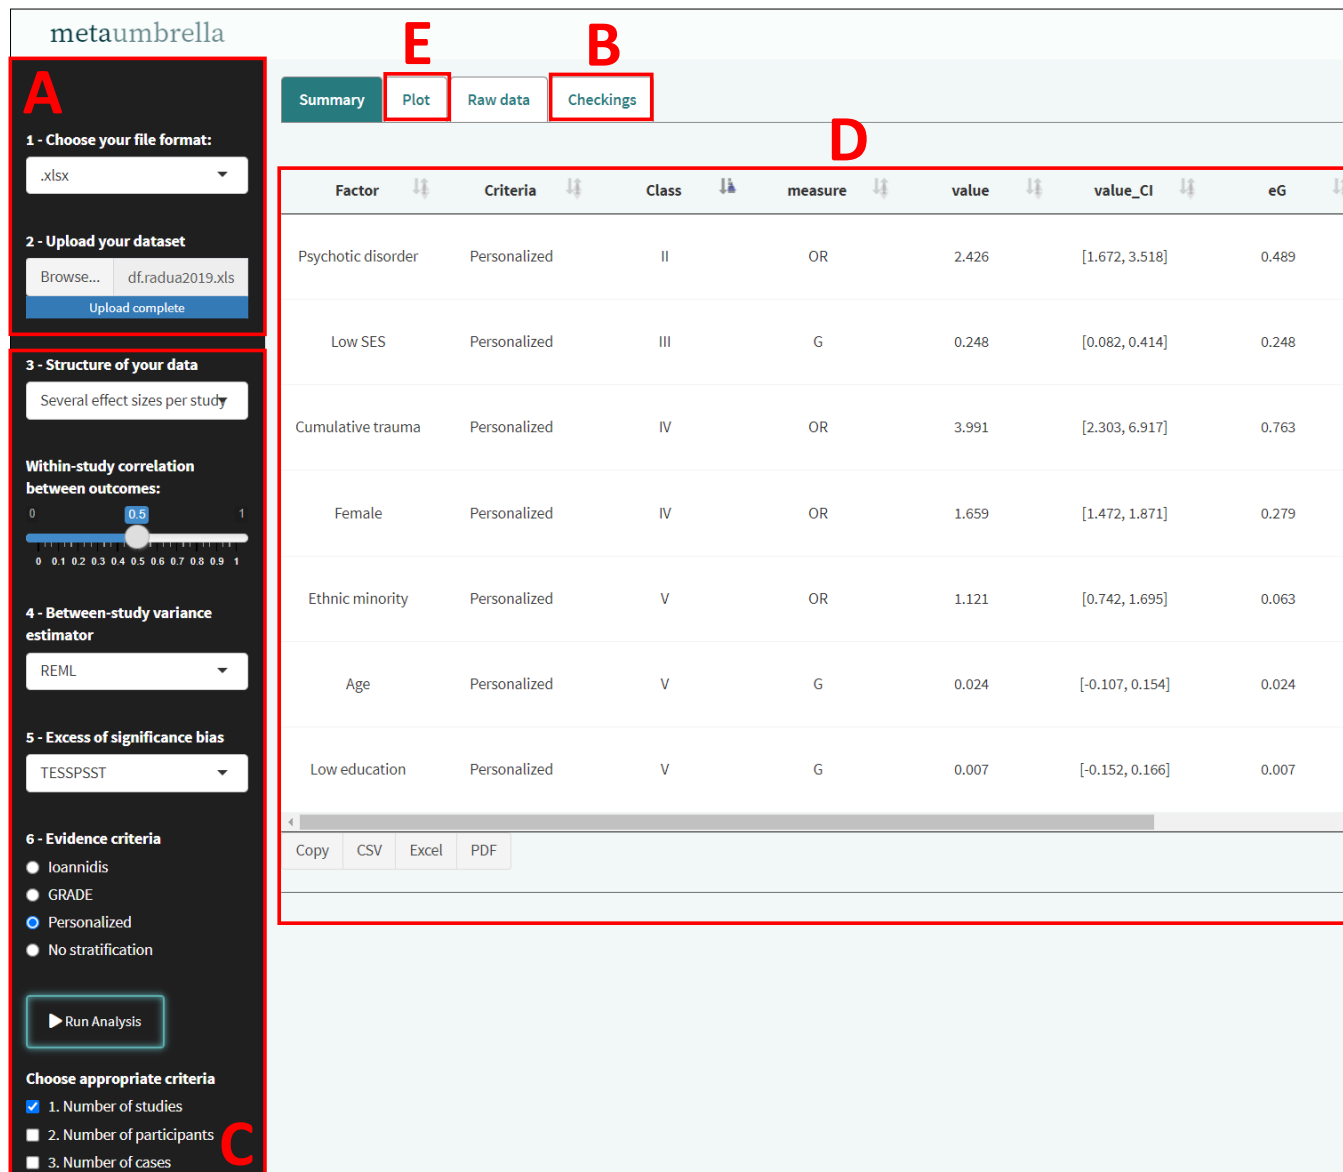 metaumbrella
E
B
A
Summary
Plot
Raw data
Checkings
D
1 - Choose your file format:
.xlsx
2 - Upload your dataset
Browse...
df.radua2019.xls
Upload complete
3 - Structure of your data
Several effect sizes per study
Within-study correlation
between outcomes:
0 0.5 1
0 0.1 0.2 0.3 0.4 0.5 0.6 0.7 0.8 0.9 1
4 - Between-study variance
estimator
REML
5 - Excess of significance bias
TESSPSST
6 - Evidence criteria
Ioannidis
GRADE
Personalized
No stratification
Run Analysis
Choose appropriate criteria
1. Number of studies
2. Number of participants
3. Number of cases
C
Factor Criteria Class measure value value_CI eG
Psychotic disorder Personalized II OR 2.426 [1.672, 3.518] 0.489
Low SES Personalized III G 0.248 [0.082, 0.414] 0.248
Cumulative trauma Personalized IV OR 3.991 [2.303, 6.917] 0.763
Female Personalized IV OR 1.659 [1.472, 1.871] 0.279
Ethnic minority Personalized V OR 1.121 [0.742, 1.695] 0.063
Age Personalized V G 0.024 [-0.107, 0.154] 0.024
Low education Personalized V G 0.007 [-0.152, 0.166] 0.007
Copy CSV Excel PDF